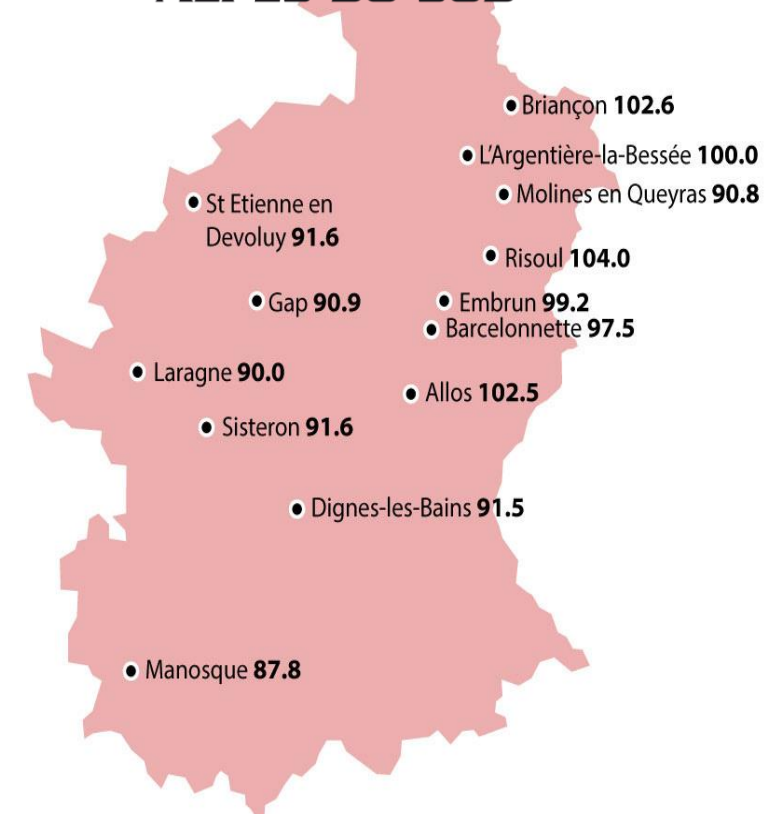 Briançon 102.6
L'Argentière-la-Bessée 100.0
Molines en Queyras 90.8
St Etienne en
Devoluy 91.6
Risoul 104.0
Gap 90.9
Embrun 99.2
Barcelonnette 97.5
Laragne 90.0
Allos 102.5
Sisteron 91.6
Dignes-les-Bains 91.5
Manosque 87.8